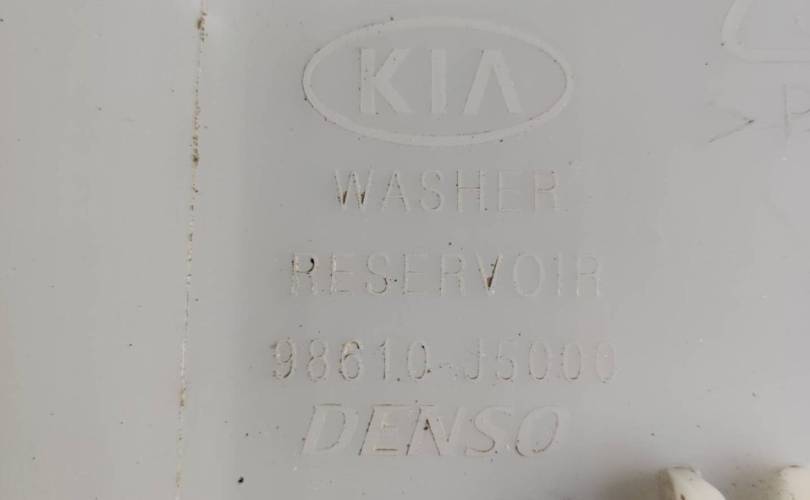 KIA
WASHER
RESERVOIR
98610-J5000
DENSO
>P